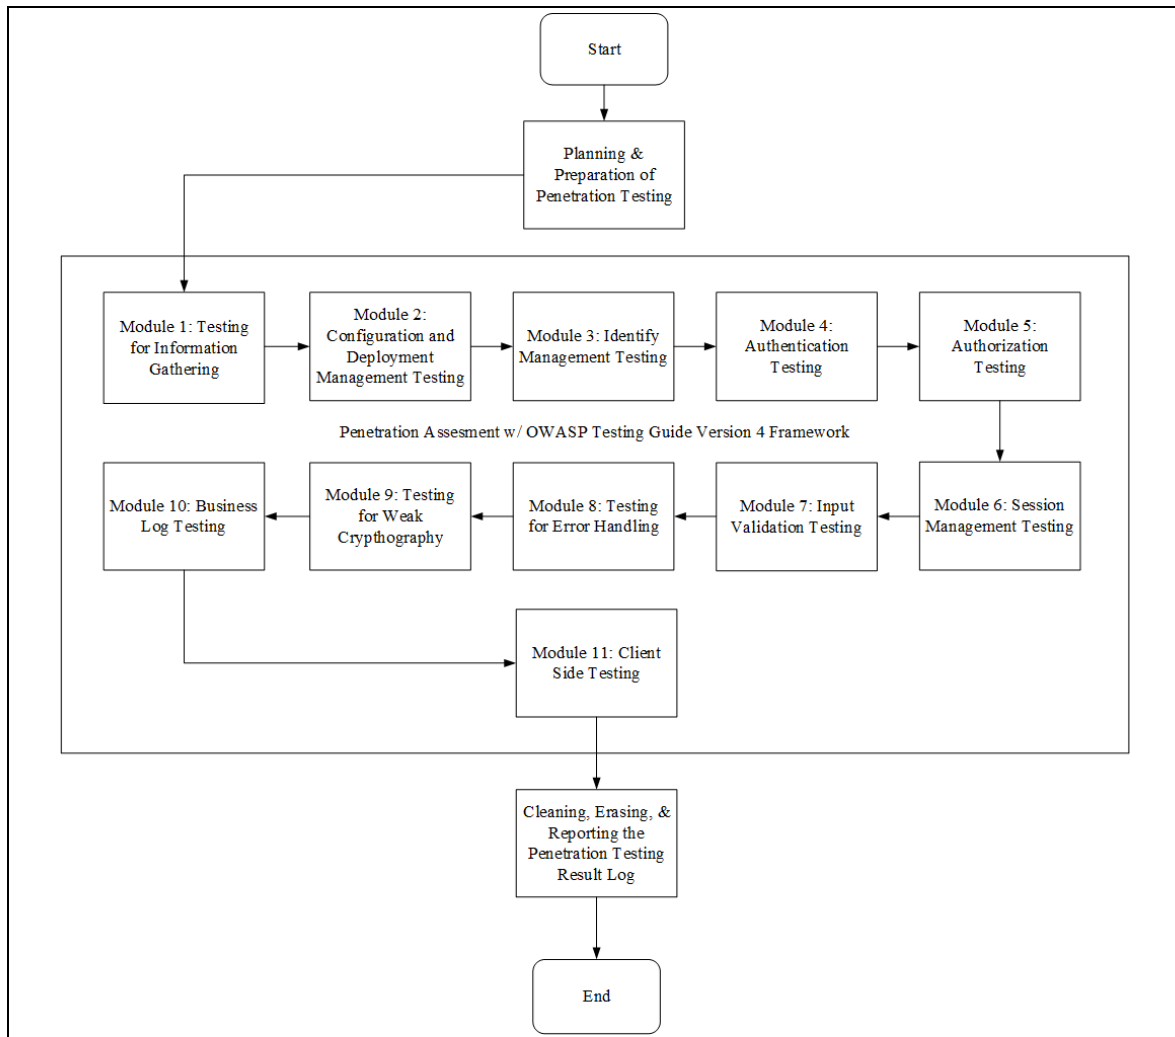 Start
Planning &
Preparation of
Penetration Testing
Module 1: Testing
for Information
Gathering
Module 2:
Configuration and
Deployment
Management Testing
Module 3: Identify
Management Testing
Module 4:
Authentication
Testing
Module 5:
Authorization
Testing
Penetration Assesment w/ OWASP Testing Guide Version 4 Framework
Module 10: Business
Log Testing
Module 9: Testing
for Weak
Crypthography
Module 8: Testing
for Error Handling
Module 7: Input
Validation Testing
Module 6: Session
Management Testing
Module 11: Client
Side Testing
Cleaning, Erasing, &
Reporting the
Penetration Testing
Result Log
End